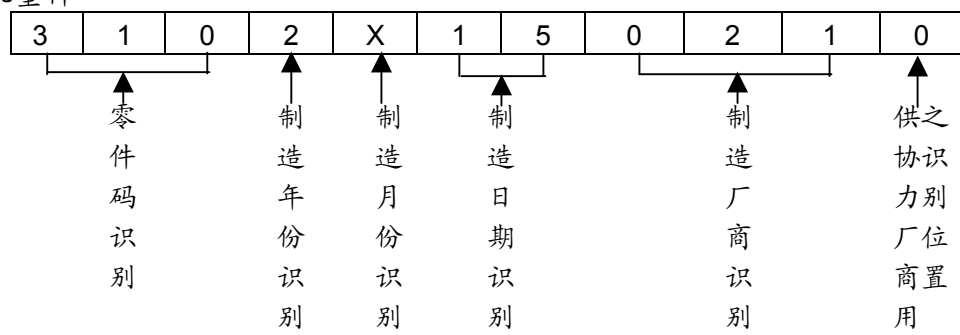 3 1 0 2 X 1 5 0 2 1 0
零件码识别
制造年份识别
制造月份识别
制造日期识别
制造厂商识别
供协力厂商用
之识别位置